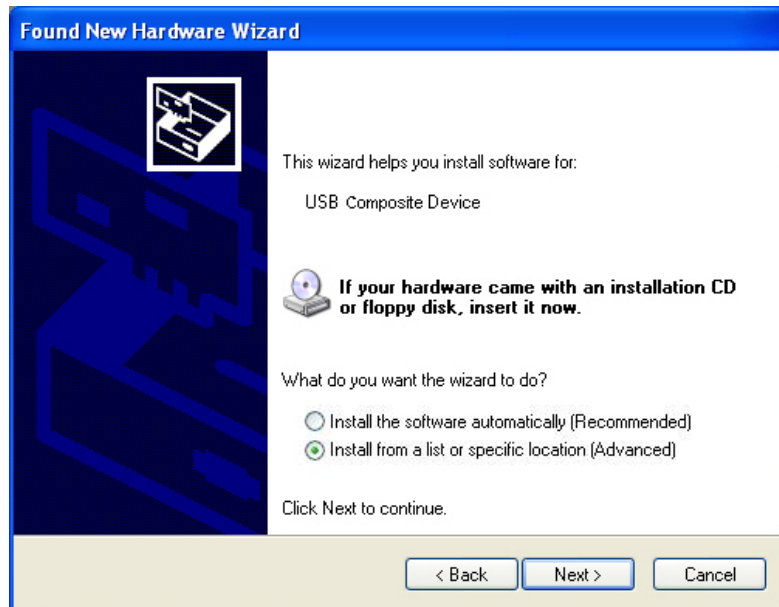 Found New Hardware Wizard
This wizard helps you install software for:
USB Composite Device
If your hardware came with an installation CD
or floppy disk, insert it now.
What do you want the wizard to do?
Install the software automatically (Recommended)
Install from a list or specific location (Advanced)
Click Next to continue.
< Back
Next >
Cancel